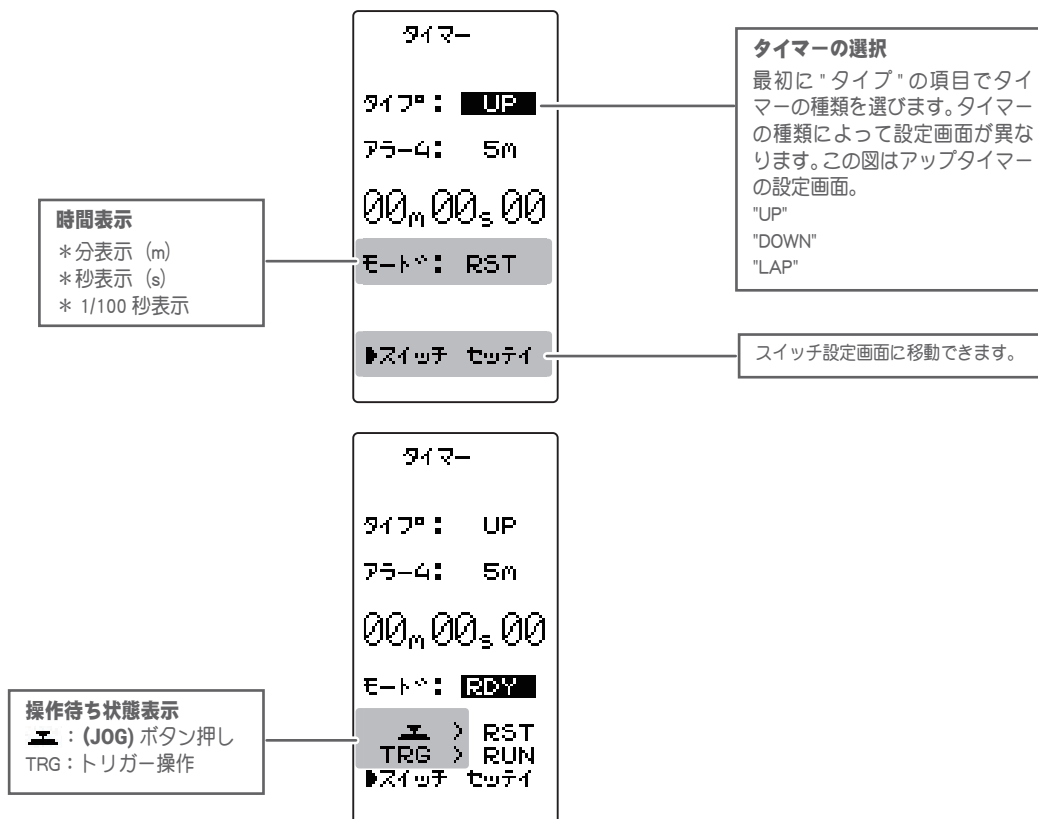 タイマー
タイプ: UP
アラーム: 5m
00m00s00
モード: RST
▶スイッチ セッテイ
タイマーの選択
最初に"タイプ"の項目でタイ
マーの種類を選びます。タイマー
の種類によって設定画面が異な
ります。この図はアップタイマー
の設定画面。
"UP"
"DOWN"
"LAP"
時間表示
＊分表示（m）
＊秒表示（s）
＊ 1/100 秒表示
スイッチ設定画面に移動できます。
タイマー
タイプ: UP
アラーム: 5m
00m00s00
モード: RDY
> RST
TRG > RUN
▶スイッチ セッテイ
操作待ち状態表示
：(JOG) ボタン押し
TRG：トリガー操作